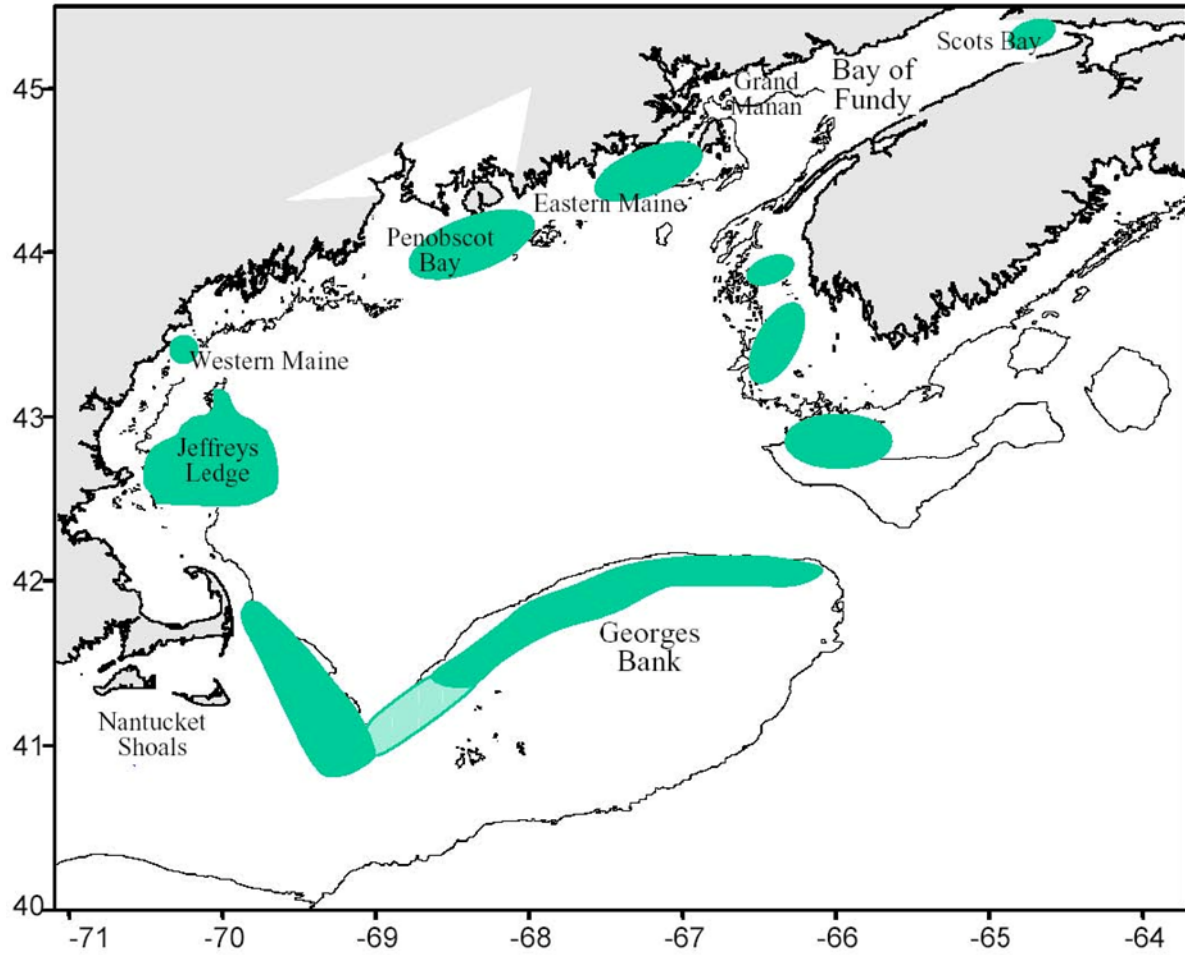 Scots Bay
Bay of
Fundy
Grand
Manan
Eastern Maine
Penobscot
Bay
Western Maine
Jeffreys
Ledge
Georges
Bank
Nantucket
Shoals
45
44
43
42
41
40
-71
-70
-69
-68
-67
-66
-65
-64